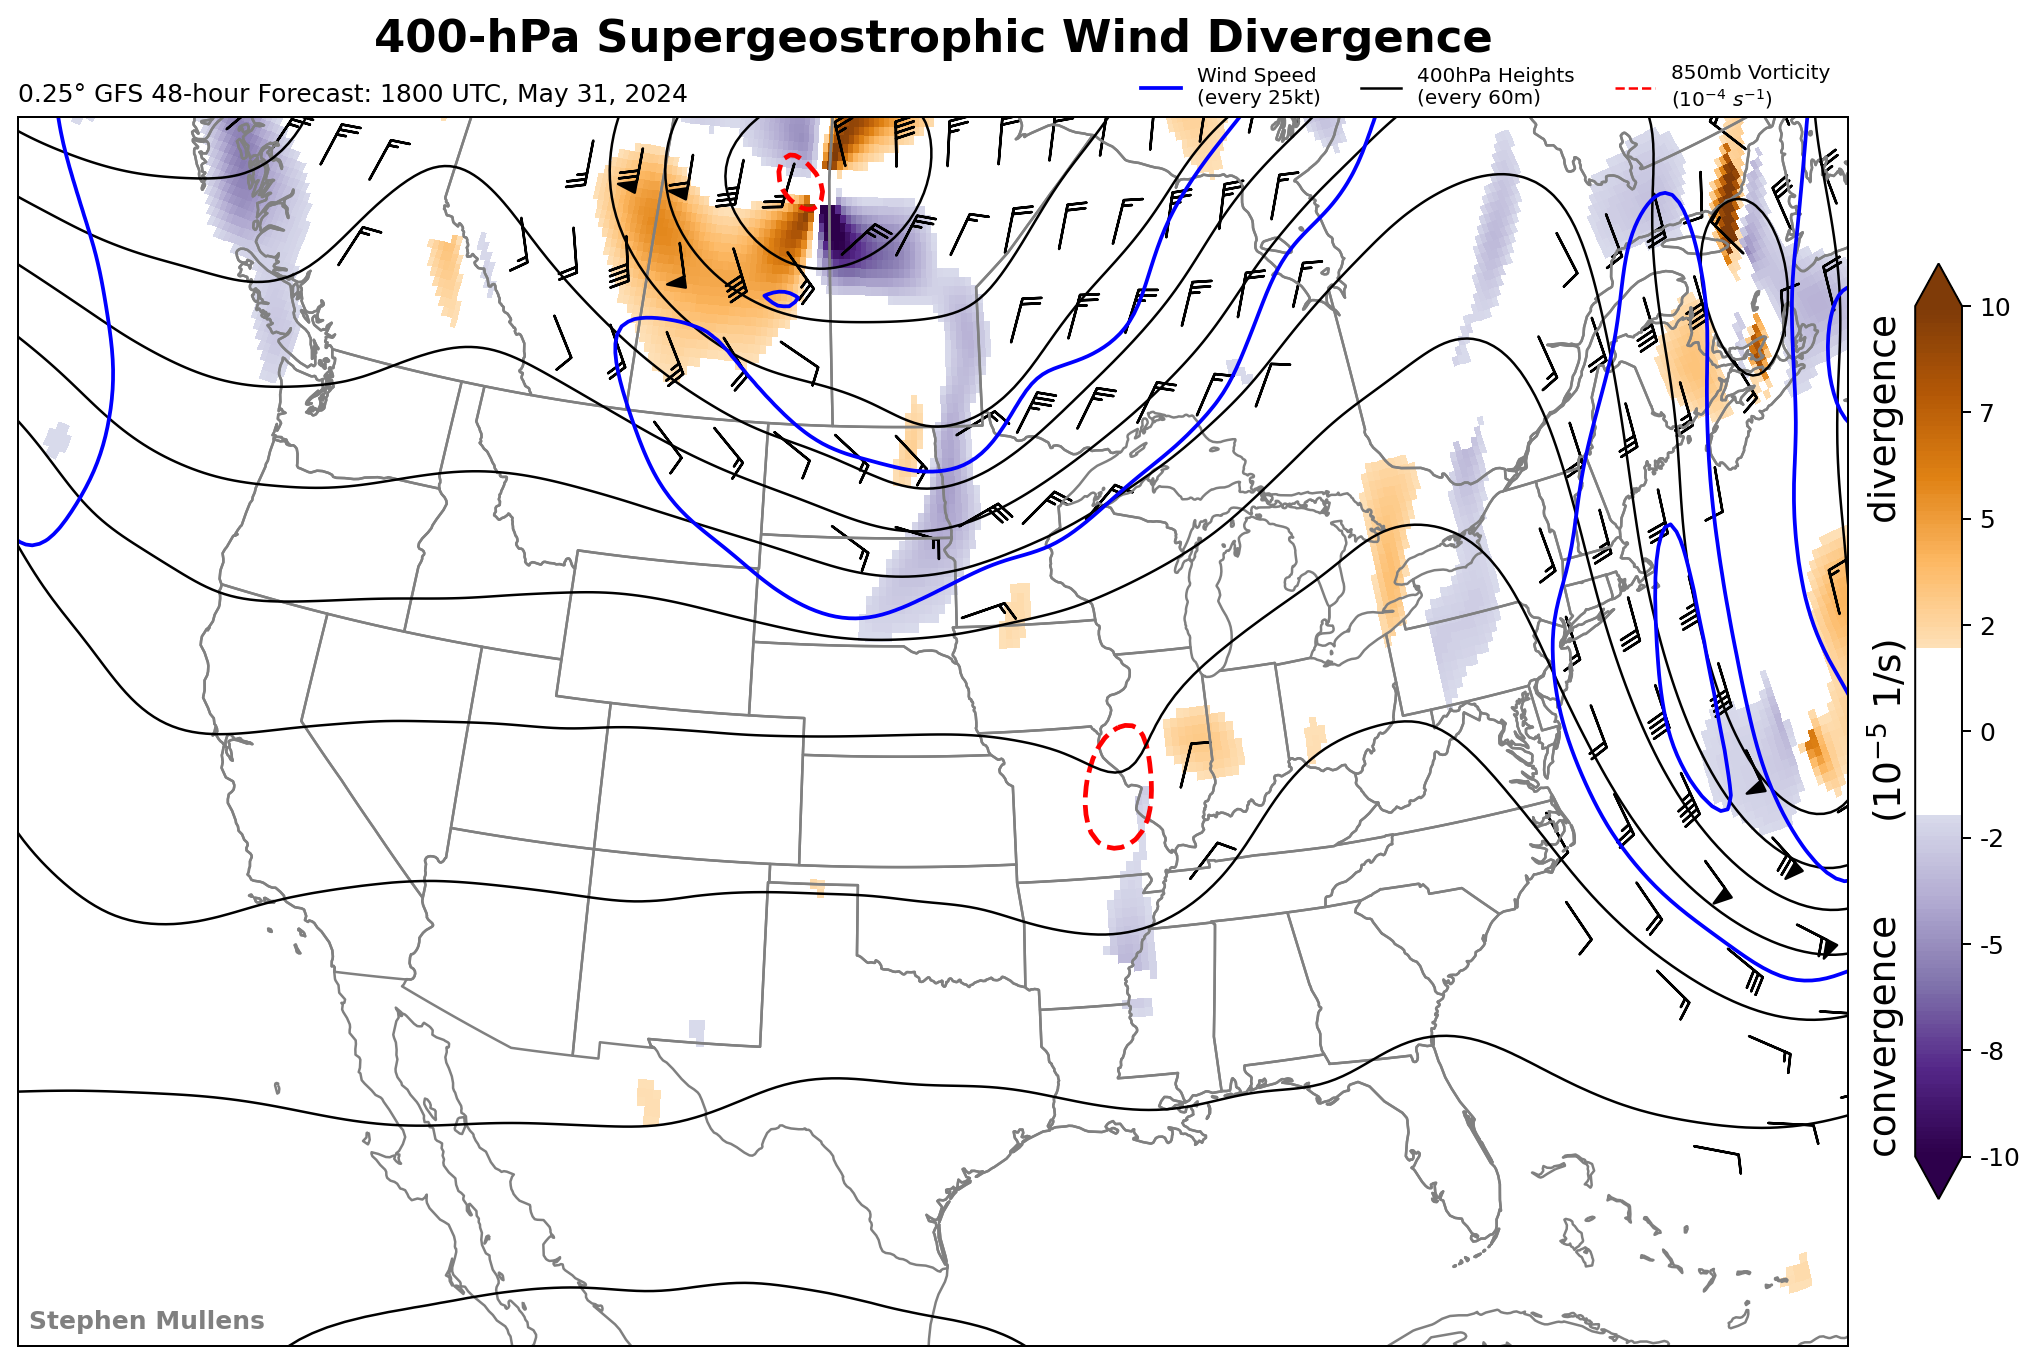 400-hPa Supergeostrophic Wind Divergence
0.25° GFS 48-hour Forecast: 1800 UTC, May 31, 2024
Wind Speed
(every 25kt)
400hPa Heights
(every 60m)
850mb Vorticity
(10⁻⁴ s⁻¹)
10
7
5
2
0
-2
-5
-8
-10
convergence (10⁻⁵ 1/s) divergence
Stephen Mullens